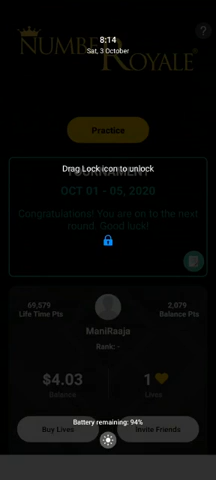 8:14
Sat, 3 October
NUMBER
ROYALE
?
Practice
TOURNAMENT
Drag Lock icon to unlock
OCT 01 - 05, 2020
Congratulations! You are on to the next
round. Good luck!
69,579
Life Time Pts
2,079
Balance Pts
ManiRaaja
Rank: -
$4.03
Balance
1
Lives
Battery remaining: 94%
Buy Lives
Invite Friends